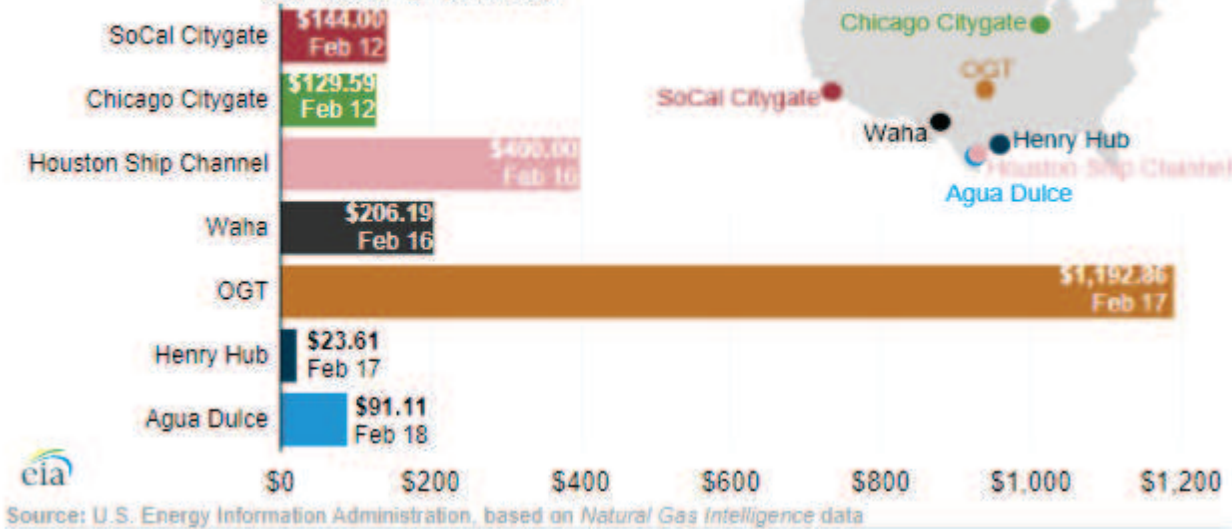 SoCal Citygate
$144.00
Feb 12
Chicago Citygate
$129.59
Feb 12
Houston Ship Channel
$400.00
Feb 16
Waha
$206.19
Feb 16
OGT
$1,192.86
Feb 17
Henry Hub
$23.61
Feb 17
Agua Dulce
$91.11
Feb 18
$0 $200 $400 $600 $800 $1,000 $1,200
Chicago Citygate
OGT
SoCal Citygate
Waha
Henry Hub
Houston Ship Channel
Agua Dulce
eia
Source: U.S. Energy Information Administration, based on Natural Gas Intelligence data